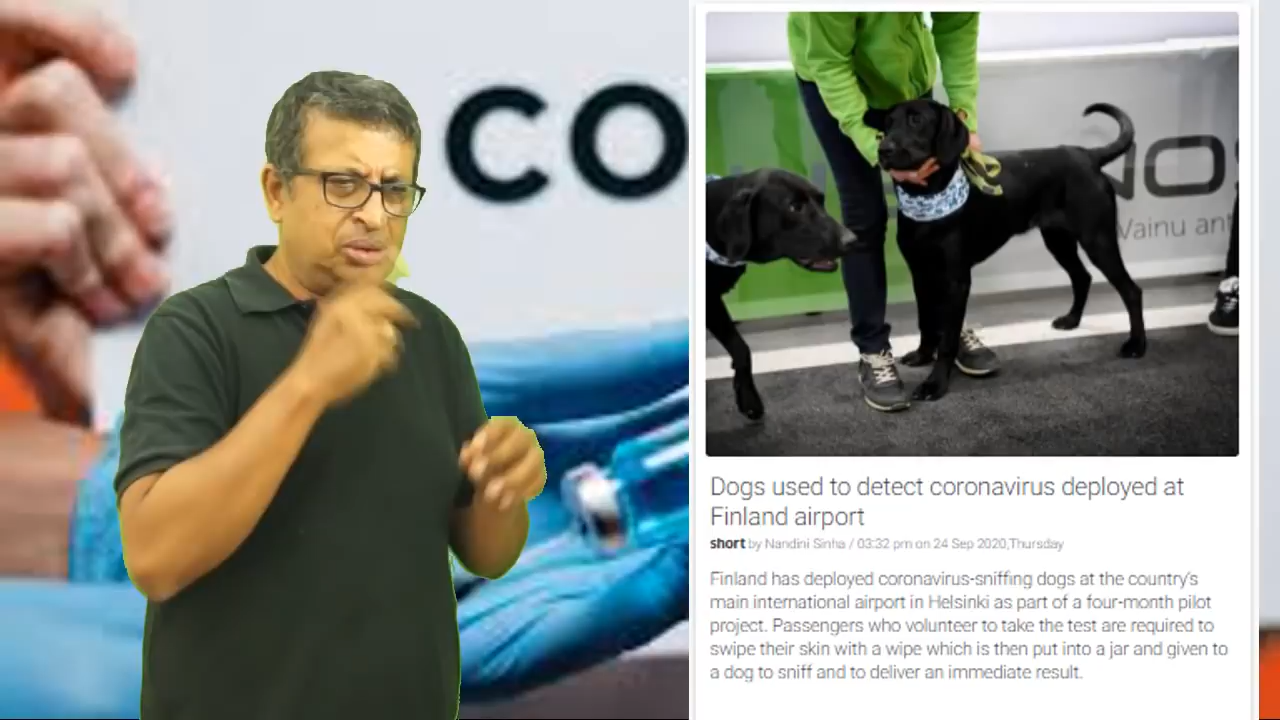 CO
NOS
Vainu ant
Dogs used to detect coronavirus deployed at
Finland airport
short by Nandini Sinha / 03:32 pm on 24 Sep 2020,Thursday
Finland has deployed coronavirus-sniffing dogs at the country's
main international airport in Helsinki as part of a four-month pilot
project. Passengers who volunteer to take the test are required to
swipe their skin with a wipe which is then put into a jar and given to
a dog to sniff and to deliver an immediate result.